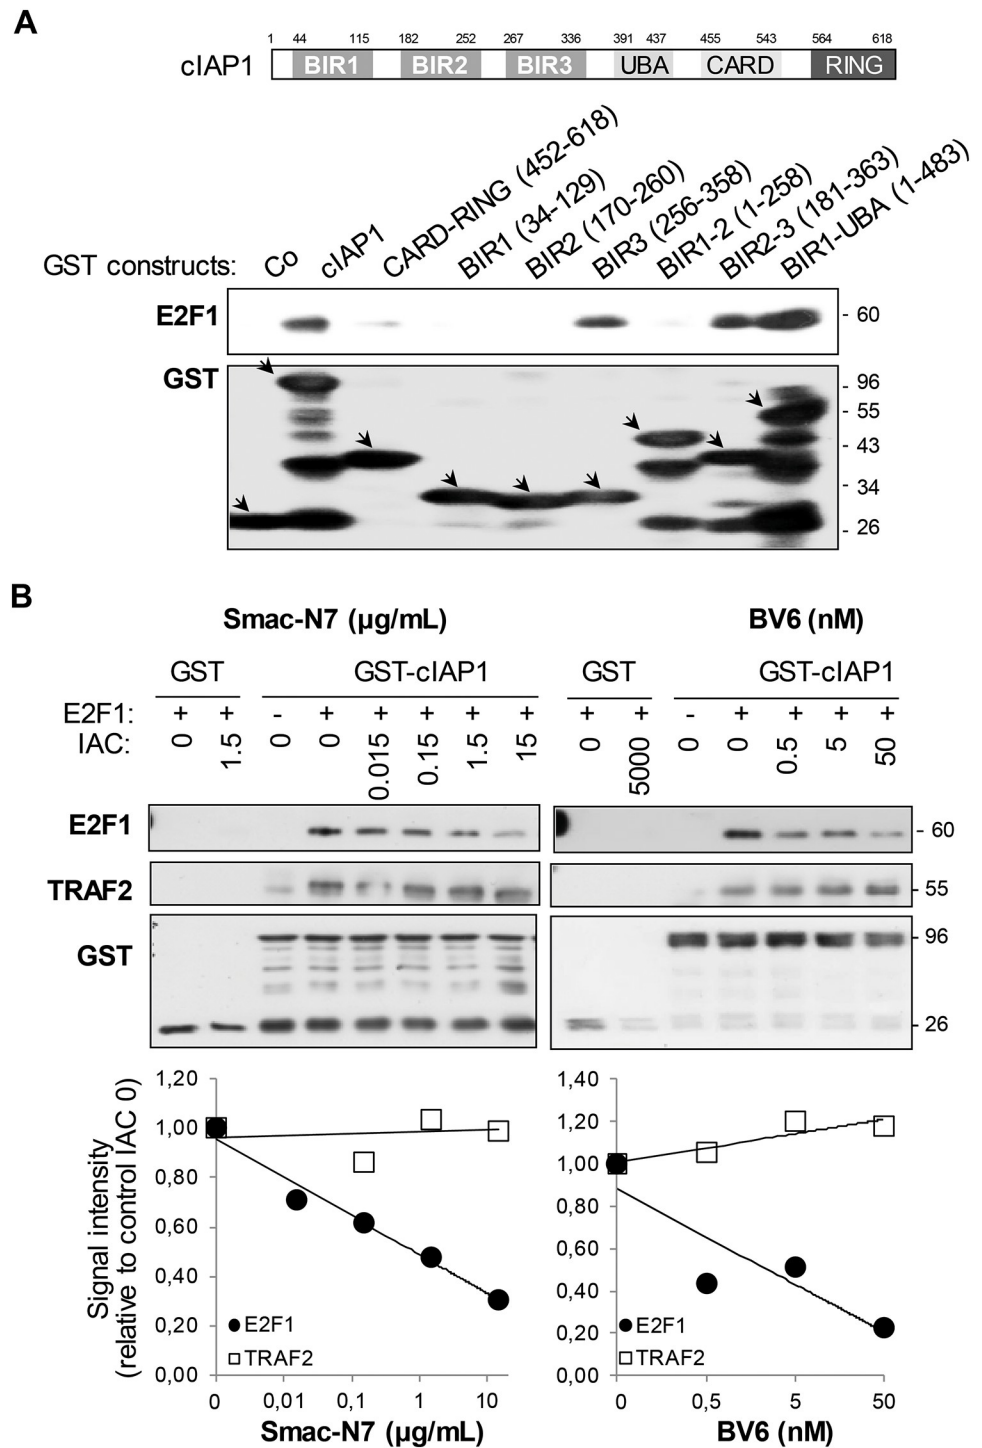 A
1 44 115 182 252 267 336 391 437 455 543 564 618
cIAP1 BIR1 BIR2 BIR3 UBA CARD RING
GST constructs: Co cIAP1 CARD-RING (452-618) BIR1 (34-129) BIR2 (170-260) BIR3 (256-358) BIR1-2 (1-258) BIR2-3 (181-363) BIR1-UBA (1-483)
E2F1 - 60
GST - 96
- 55
- 43
- 34
- 26
B
Smac-N7 (µg/mL) BV6 (nM)
GST GST-cIAP1 GST GST-cIAP1
E2F1: + + - + + + + + + + - + + + +
IAC: 0 1.5 0 0 0.015 0.15 1.5 15 0 5000 0 0 0.5 5 50
E2F1 - 60
TRAF2 - 55
GST - 96
- 26
Signal intensity
(relative to control IAC 0)
1,20
1,00
0,80
0,60
0,40
0,20
0,00
E2F1
TRAF2
0 0,01 0,1 1 10
Smac-N7 (µg/mL)
1,40
1,20
1,00
0,80
0,60
0,40
0,20
0,00
E2F1
TRAF2
0 0,5 5 50
BV6 (nM)